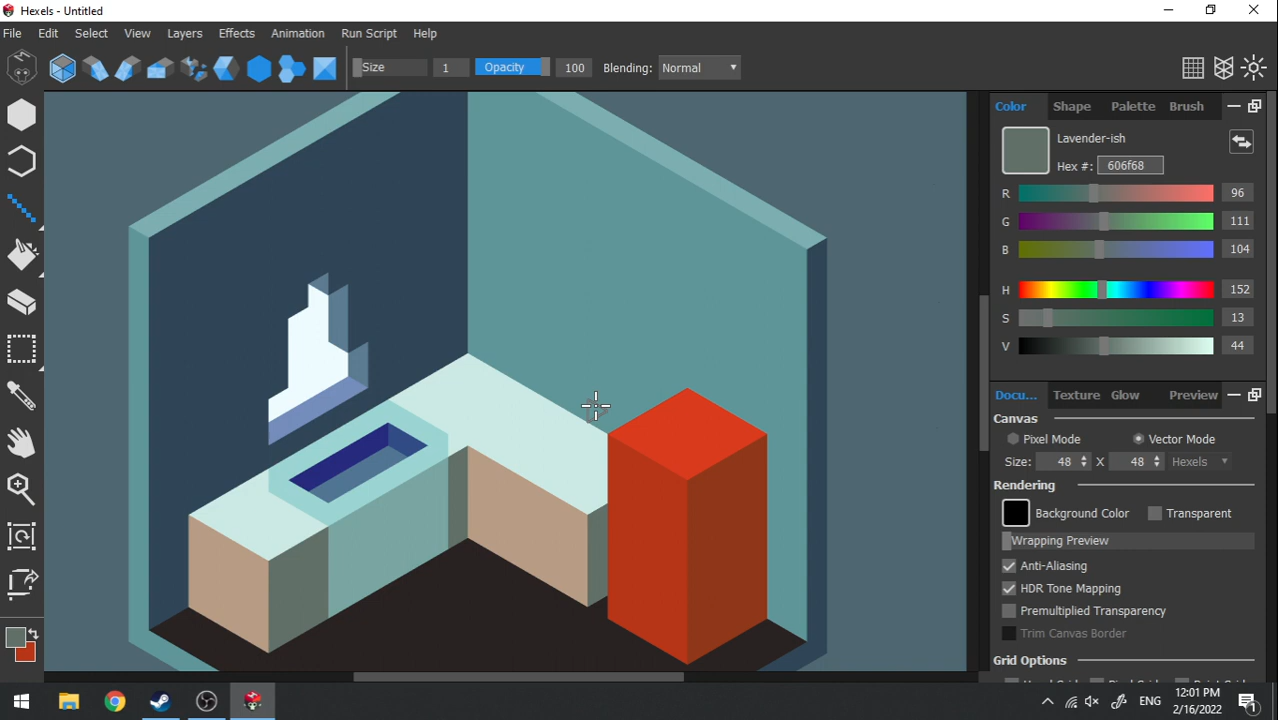 Hexels - Untitled
File Edit Select View Layers Effects Animation Run Script Help
Size 1 Opacity 100 Blending: Normal
Color Shape Palette Brush
Lavender-ish
Hex #: 606f68
R 96
G 111
B 104
H 152
S 13
V 44
Docu... Texture Glow Preview
Canvas
Pixel Mode Vector Mode
Size: 48 X 48 Hexels
Rendering
Background Color Transparent
Wrapping Preview
Anti-Aliasing
HDR Tone Mapping
Premultiplied Transparency
Trim Canvas Border
Grid Options
ENG 12:01 PM
2/16/2022 1